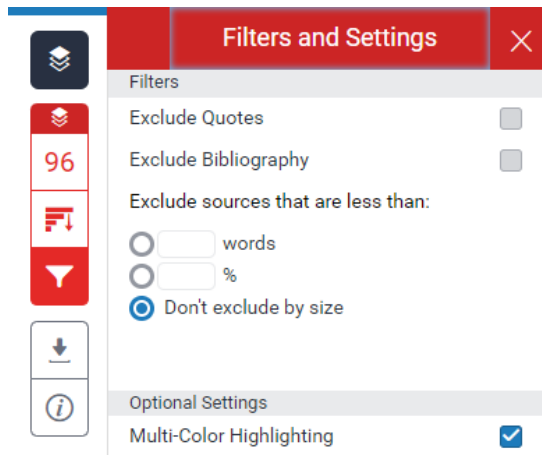 Filters and Settings
Filters
Exclude Quotes
96
Exclude Bibliography
Exclude sources that are less than:
words
%
Don't exclude by size
i
Optional Settings
Multi-Color Highlighting